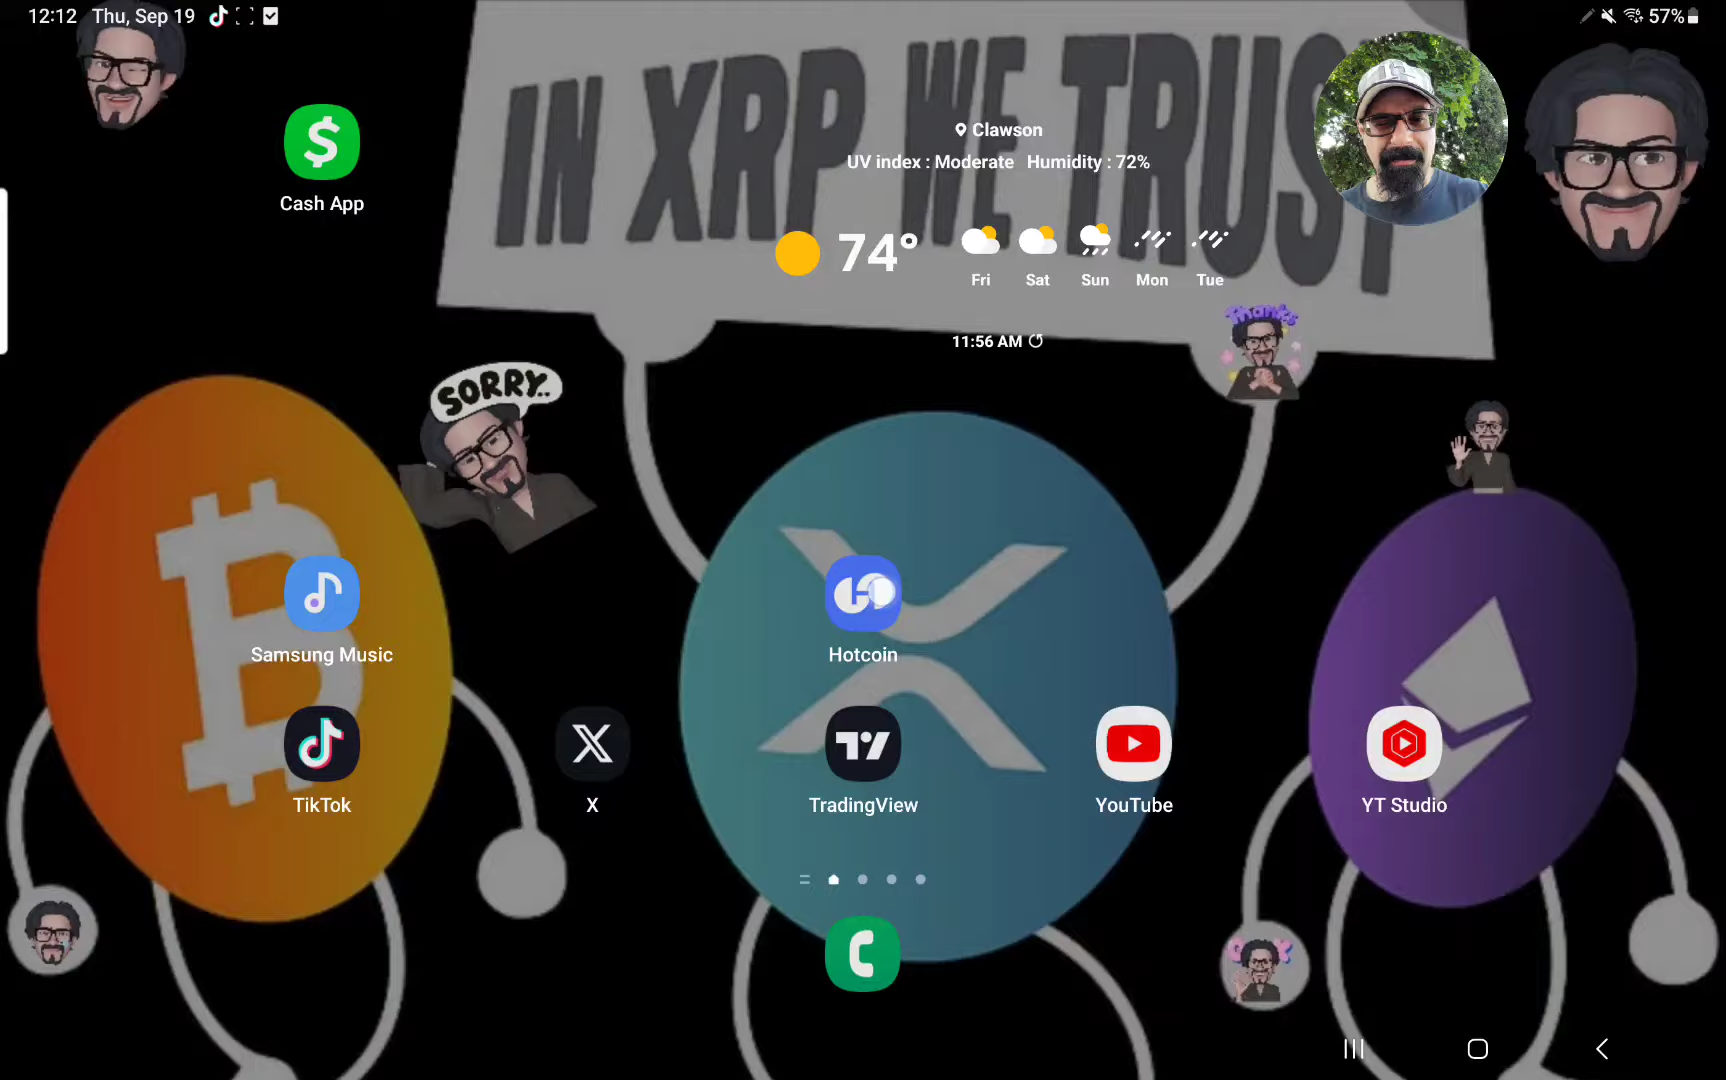 12:12 Thu, Sep 19
57%
IN XRP WE TRUST
Clawson
UV index : Moderate Humidity : 72%
Cash App
74°
Fri Sat Sun Mon Tue
Thanks
11:56 AM
SORRY..
Samsung Music
Hotcoin
TikTok
X
TradingView
YouTube
YT Studio